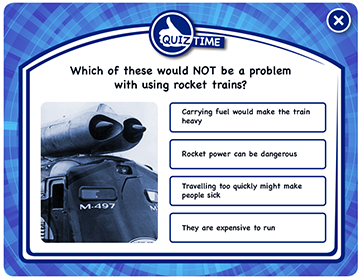 QUIZ TIME
Which of these would NOT be a problem
with using rocket trains?
Carrying fuel would make the train
heavy
Rocket power can be dangerous
Travelling too quickly might make
people sick
They are expensive to run
M-497